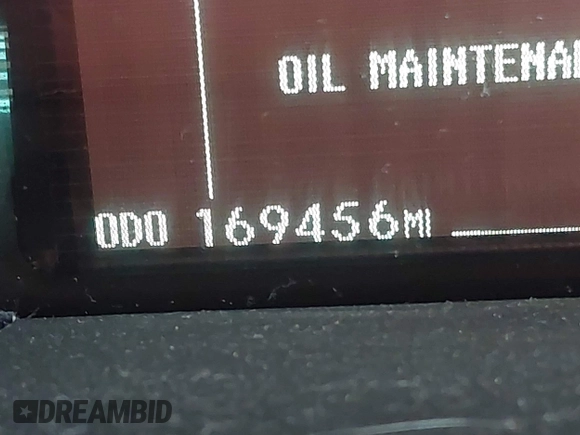 OIL MAINTENA
ODO 169456MI
DREAMBID